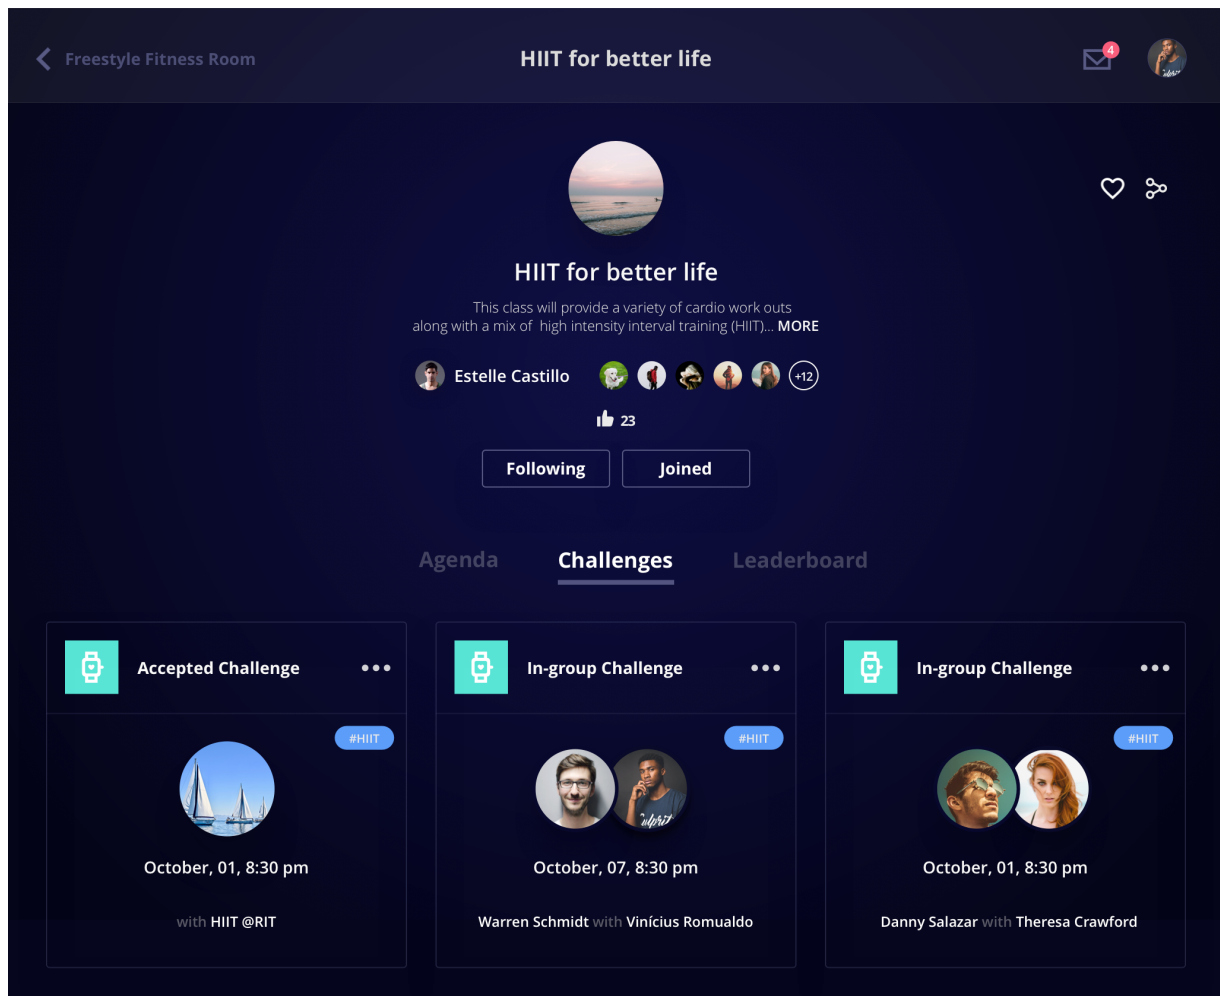 Freestyle Fitness Room
HIIT for better life
4
HIIT for better life
This class will provide a variety of cardio work outs
along with a mix of high intensity interval training (HIIT)... MORE
Estelle Castillo
+12
23
Following
Joined
Agenda
Challenges
Leaderboard
Accepted Challenge
#HIIT
October, 01, 8:30 pm
with HIIT @RIT
In-group Challenge
#HIIT
October, 07, 8:30 pm
Warren Schmidt with Vinícius Romualdo
In-group Challenge
#HIIT
October, 01, 8:30 pm
Danny Salazar with Theresa Crawford